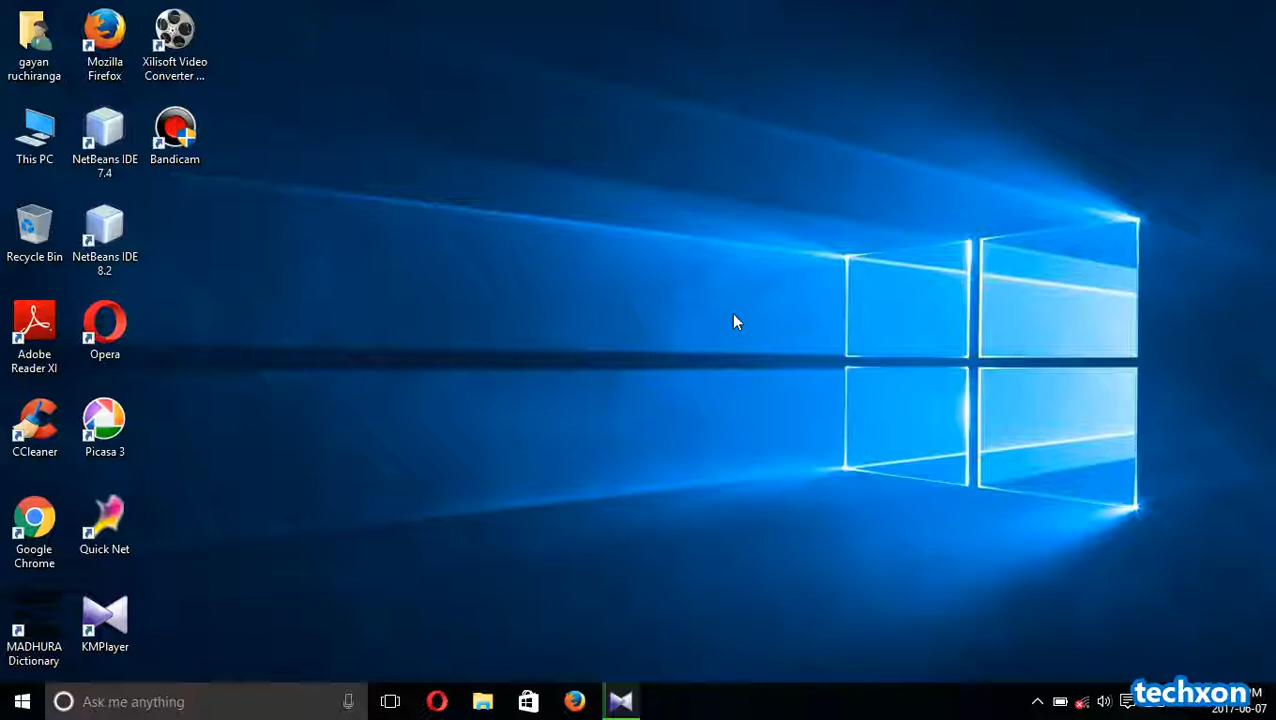 gayan
ruchiranga
Mozilla
Firefox
Xilisoft Video
Converter ...
This PC
NetBeans IDE
7.4
Bandicam
Recycle Bin
NetBeans IDE
8.2
Adobe
Reader XI
Opera
CCleaner
Picasa 3
Google
Chrome
Quick Net
MADHURA
Dictionary
KMPlayer
Ask me anything
techxon
2017-06-07